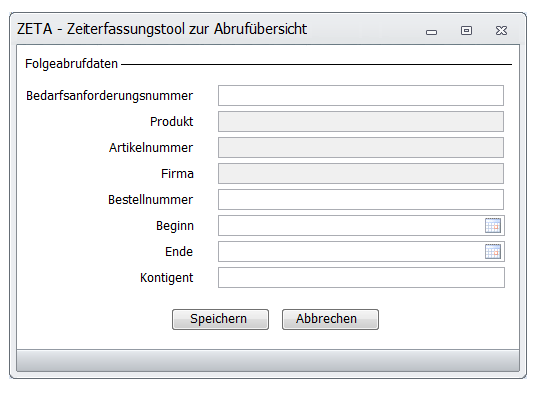 ZETA - Zeiterfassungstool zur Abrufübersicht
Folgeabrufdaten
Bedarfsanforderungsnummer
Produkt
Artikelnummer
Firma
Bestellnummer
Beginn
Ende
Kontigent
Speichern Abbrechen